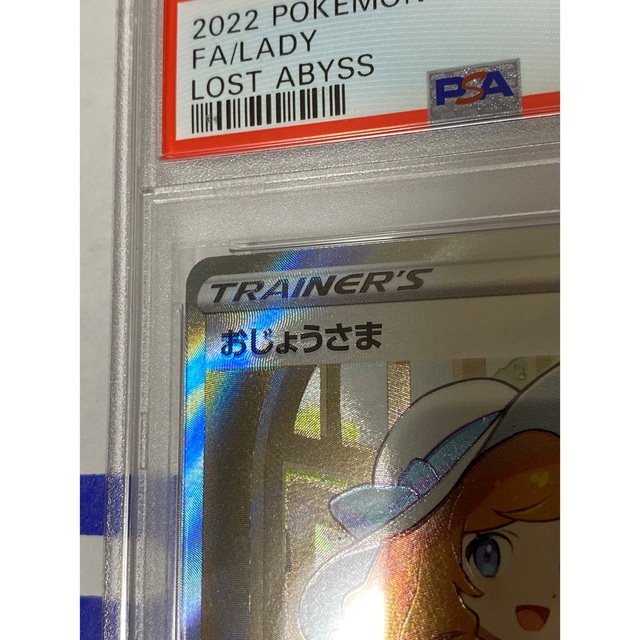 2022 POKEMON
FA/LADY
LOST ABYSS
PSA
TRAINER'S
おじょうさま